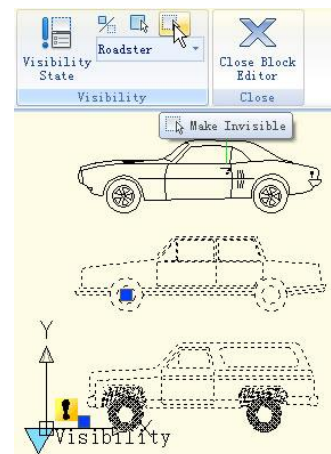 Visibility
State
Roadster
Close Block
Editor
Visibility
Close
Make Invisible
Y
X
Visibility